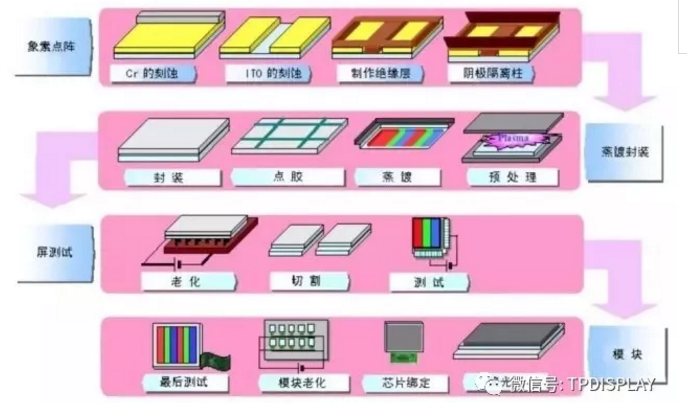 象素点阵
Cr 的刻蚀
ITO 的刻蚀
制作绝缘层
阴极隔离柱
封 装
点 胶
蒸 镀
Plasma
预 处 理
蒸镀封装
屏测试
老 化
切 割
测 试
最后测试
模块老化
芯片绑定
光
模 块
微信号: TPDISPLAY